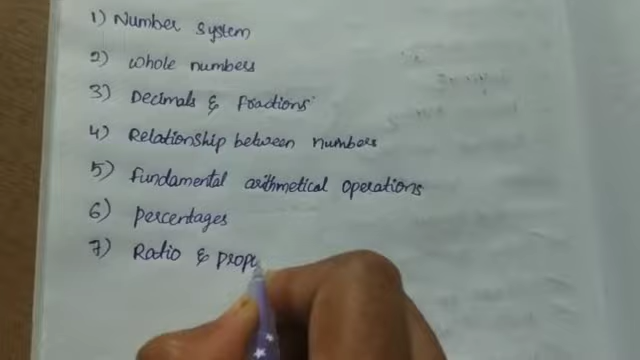 1) Number system
2) whole numbers
3) Decimals & fractions
4) Relationship between numbers
5) fundamental arithmetical operations
6) percentages
7) Ratio & prop